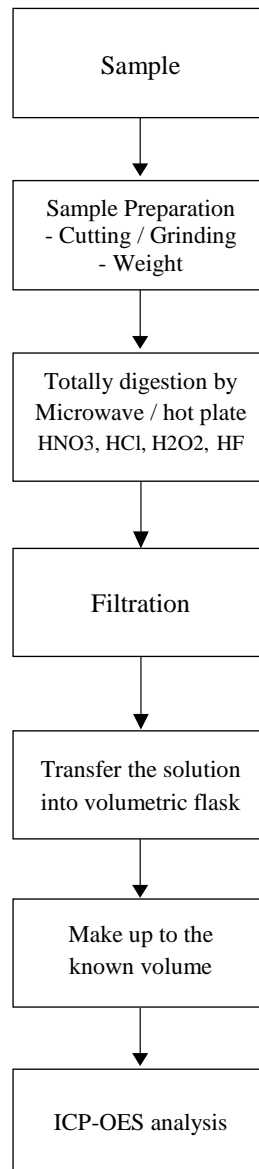 Sample
Sample Preparation
- Cutting / Grinding
- Weight
Totally digestion by
Microwave / hot plate
HNO3, HCl, H2O2, HF
Filtration
Transfer the solution
into volumetric flask
Make up to the
known volume
ICP-OES analysis